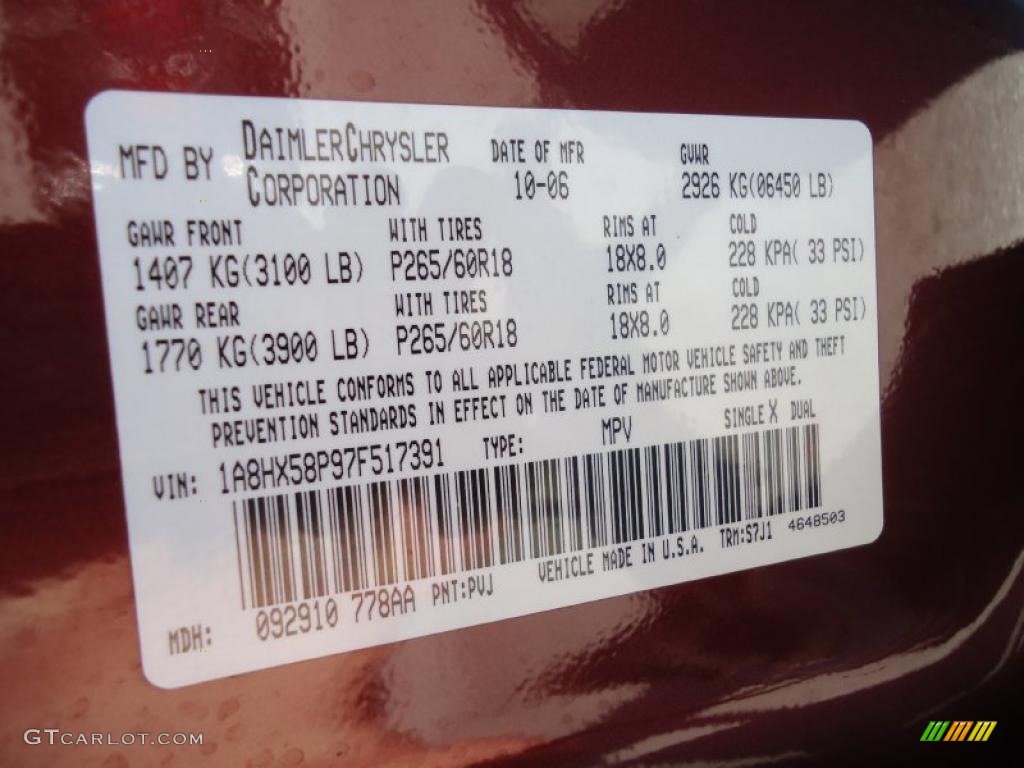 MFD BY DAIMLERCHRYSLER CORPORATION DATE OF MFR 10-06 GVWR 2926 KG(06450 LB)
GAWR FRONT WITH TIRES RIMS AT COLD
1407 KG(3100 LB) P265/60R18 18X8.0 228 KPA( 33 PSI)
GAWR REAR WITH TIRES RIMS AT COLD
1770 KG(3900 LB) P265/60R18 18X8.0 228 KPA( 33 PSI)
THIS VEHICLE CONFORMS TO ALL APPLICABLE FEDERAL MOTOR VEHICLE SAFETY AND THEFT
PREVENTION STANDARDS IN EFFECT ON THE DATE OF MANUFACTURE SHOWN ABOVE.
VIN: 1A8HX58P97F517391 TYPE: MPV SINGLE X DUAL
MDH: 092910 778AA PNT:PVJ VEHICLE MADE IN U.S.A. TRM:S7J1 4648503
GTCARLOT.COM